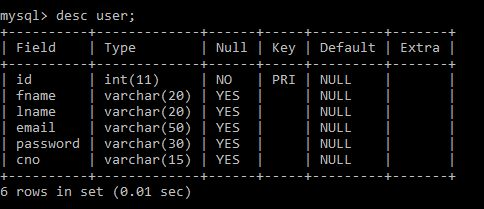 mysql> desc user;
+----------+-------------+------+-----+---------+-------+
| Field    | Type        | Null | Key | Default | Extra |
+----------+-------------+------+-----+---------+-------+
| id       | int(11)     | NO   | PRI | NULL    |       |
| fname    | varchar(20) | YES  |     | NULL    |       |
| lname    | varchar(20) | YES  |     | NULL    |       |
| email    | varchar(50) | YES  |     | NULL    |       |
| password | varchar(30) | YES  |     | NULL    |       |
| cno      | varchar(15) | YES  |     | NULL    |       |
+----------+-------------+------+-----+---------+-------+
6 rows in set (0.01 sec)